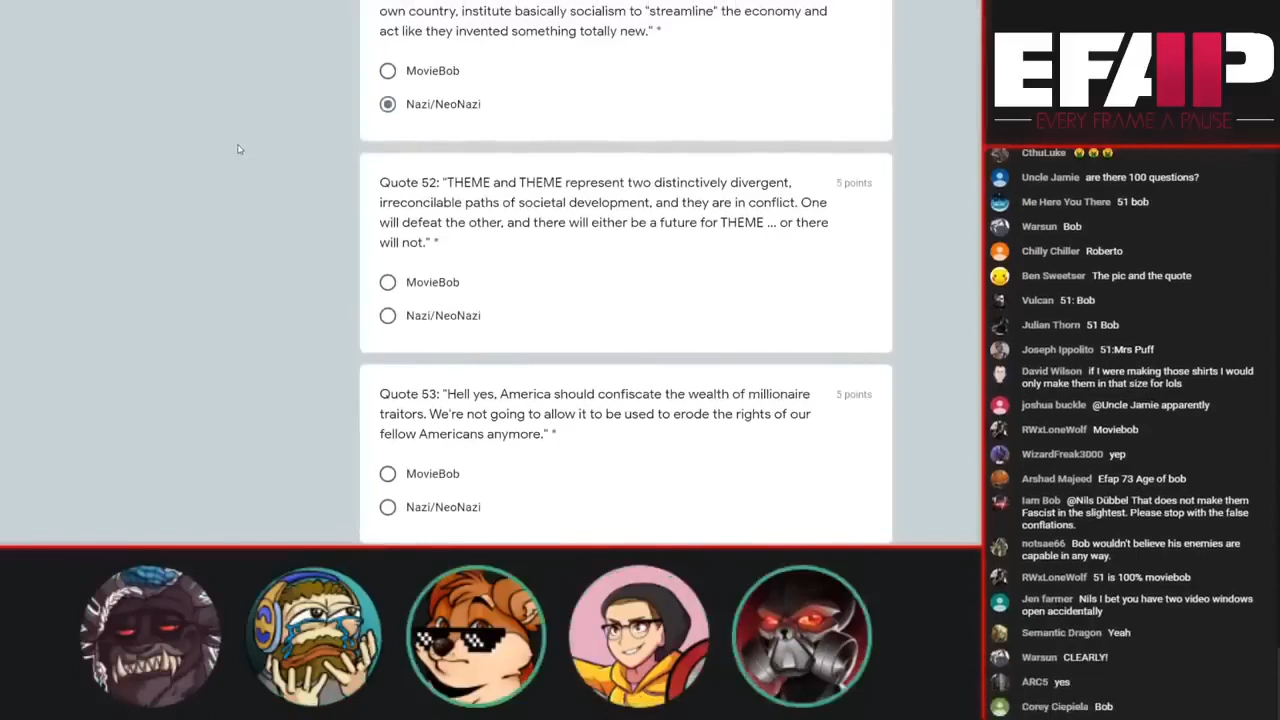 own country, institute basically socialism to "streamline" the economy and
act like they invented something totally new." *
MovieBob
Nazi/NeoNazi
Quote 52: "THEME and THEME represent two distinctively divergent,
5 points
irreconcilable paths of societal development, and they are in conflict. One
will defeat the other, and there will either be a future for THEME ... or there
will not." *
MovieBob
Nazi/NeoNazi
Quote 53: "Hell yes, America should confiscate the wealth of millionaire
5 points
traitors. We're not going to allow it to be used to erode the rights of our
fellow Americans anymore." *
MovieBob
Nazi/NeoNazi
EFAP
EVERY FRAME A PAUSE
CthuLuke
Uncle Jamie are there 100 questions?
Me Here You There 51 bob
Warsun Bob
Chilly Chiller Roberto
Ben Sweetser The pic and the quote
Vulcan 51: Bob
Julian Thorn 51 Bob
Joseph Ippolito 51:Mrs Puff
David Wilson if I were making those shirts I would
only make them in that size for lols
joshua buckle @Uncle Jamie apparently
RWxLoneWolf Moviebob
WizardFreak3000 yep
Arshad Majeed Efap 73 Age of bob
Iam Bob @Nils Dübbel That does not make them
Fascist in the slightest. Please stop with the false
conflations.
notsae66 Bob wouldn't believe his enemies are
capable in any way.
RWxLoneWolf 51 is 100% moviebob
Jen farmer Nils I bet you have two video windows
open accidentally
Semantic Dragon Yeah
Warsun CLEARLY!
ARC5 yes
Corey Ciepiela Bob